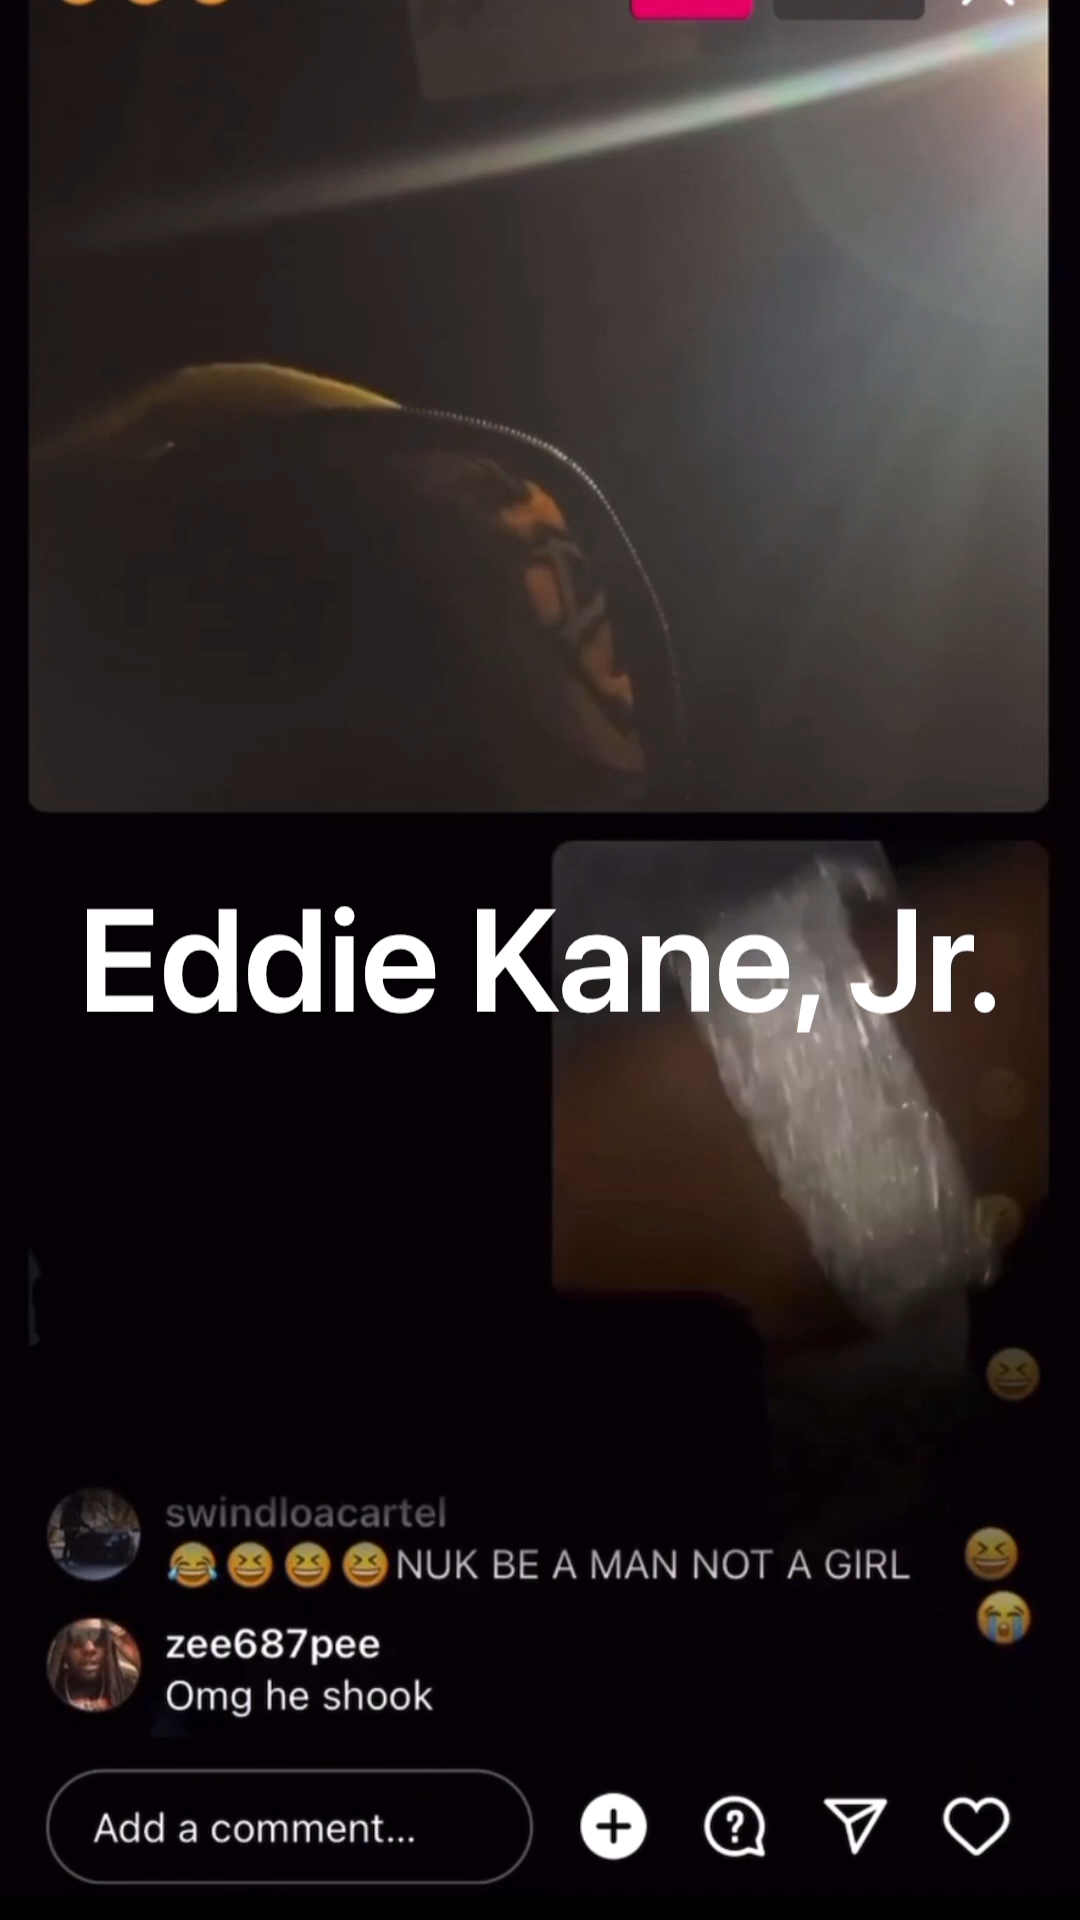 Eddie Kane, Jr.
swindloacartel
😂😆😆😆NUK BE A MAN NOT A GIRL
zee687pee
Omg he shook
Add a comment...